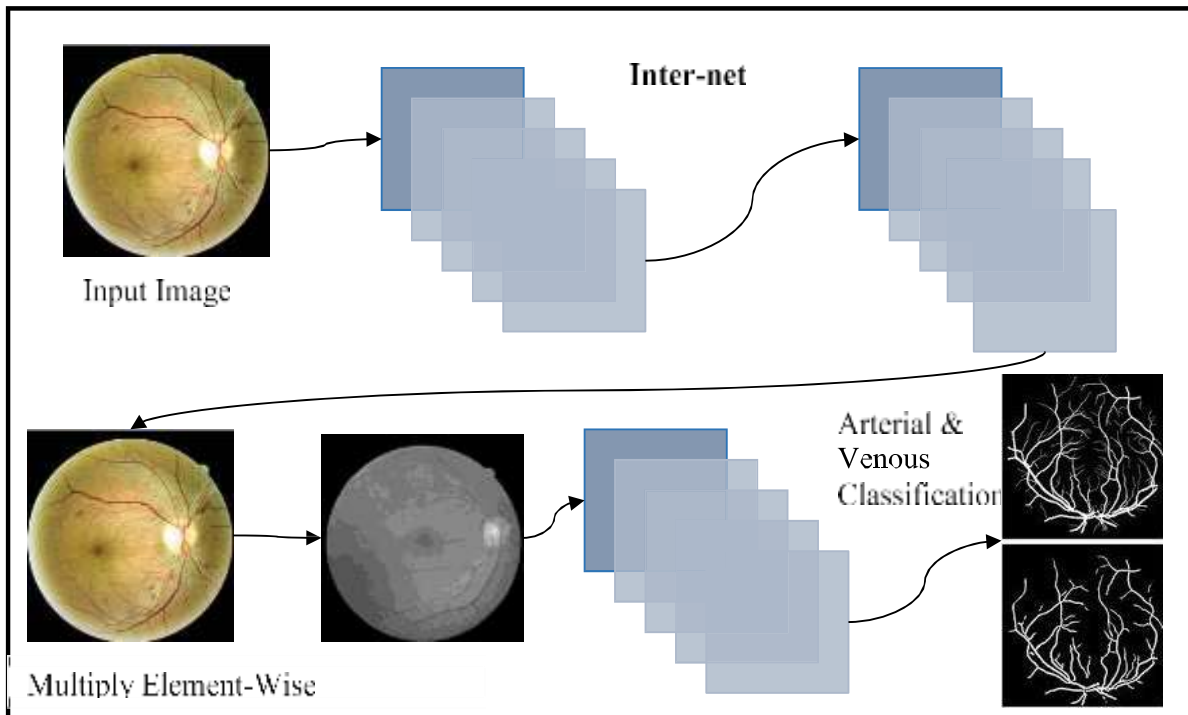 Inter-net
Input Image
Arterial &
Venous
Classification
Multiply Element-Wise